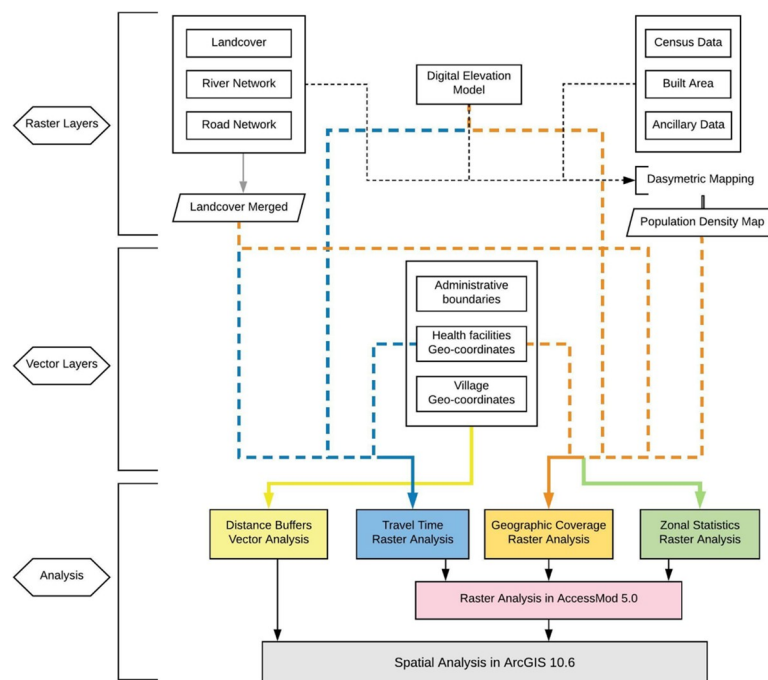 Raster Layers
Landcover
River Network
Road Network
Digital Elevation
Model
Census Data
Built Area
Ancillary Data
Landcover Merged
Dasymetric Mapping
Population Density Map
Vector Layers
Administrative
boundaries
Health facilities
Geo-coordinates
Village
Geo-coordinates
Analysis
Distance Buffers
Vector Analysis
Travel Time
Raster Analysis
Geographic Coverage
Raster Analysis
Zonal Statistics
Raster Analysis
Raster Analysis in AccessMod 5.0
Spatial Analysis in ArcGIS 10.6